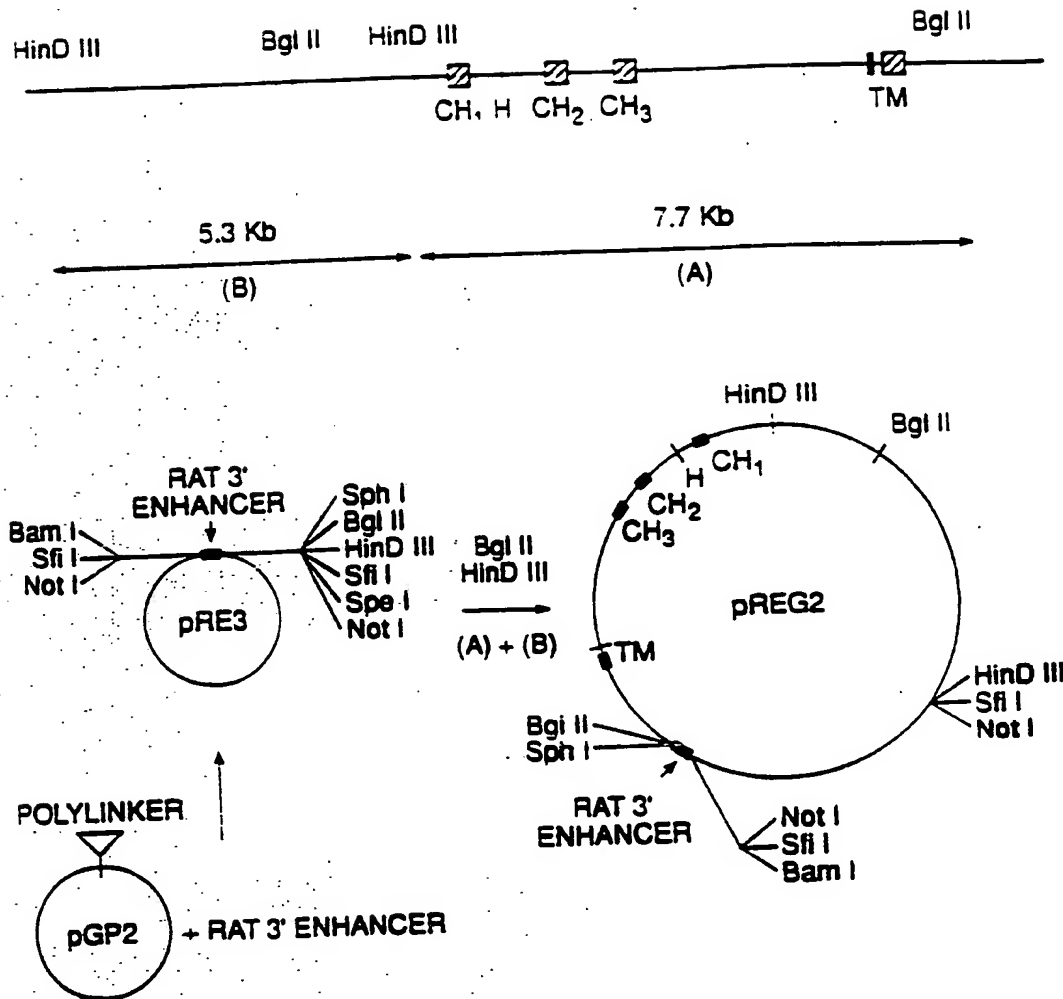 HinD III Bgl II HinD III Bgl II
CH1 H CH2 CH3 TM
5.3 Kb 7.7 Kb
(B) (A)
HinD III
Bgl II
CH1
H
CH2
CH3
RAT 3'
ENHANCER
Bam I
Sfi I
Not I
Sph I
Bgl II
HinD III
Sfi I
Spe I
Not I
pRE3
Bgl II
HinD III
(A) + (B)
pREG2
TM
HinD III
Sfi I
Not I
Bgl II
Sph I
RAT 3'
ENHANCER
Not I
Sfi I
Bam I
POLYLINKER
pGP2 + RAT 3' ENHANCER